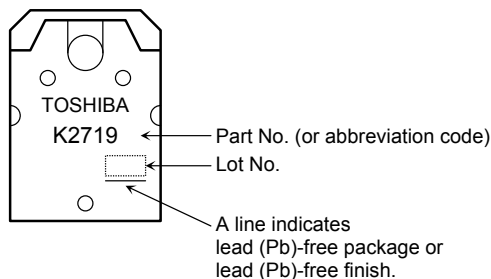 TOSHIBA
K2719
Part No. (or abbreviation code)
Lot No.
A line indicates
lead (Pb)-free package or
lead (Pb)-free finish.